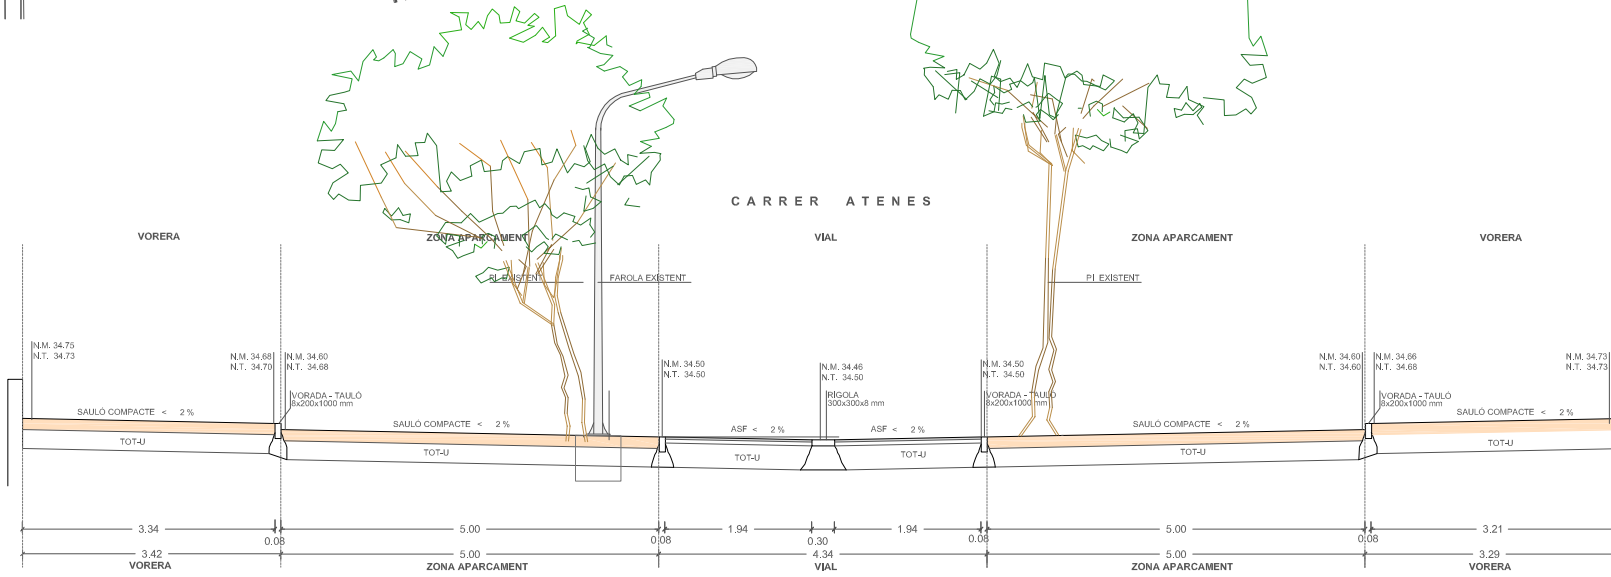 CARRER ATENES
VORERA
ZONA APARCAMENT
VIAL
ZONA APARCAMENT
VORERA
PI EXISTENT
FAROLA EXISTENT
PI EXISTENT
N.M. 34.75
N.T. 34.73
N.M. 34.68
N.T. 34.70
N.M. 34.60
N.T. 34.68
N.M. 34.50
N.T. 34.50
N.M. 34.46
N.T. 34.50
N.M. 34.50
N.T. 34.50
N.M. 34.60
N.T. 34.60
N.M. 34.66
N.T. 34.68
N.M. 34.73
N.T. 34.73
VORADA - TAULÓ
8x200x1000 mm
RIGOLA
300x300x8 mm
VORADA - TAULÓ
8x200x1000 mm
VORADA - TAULÓ
8x200x1000 mm
SAULÓ COMPACTE < 2 %
SAULÓ COMPACTE < 2 %
ASF < 2 %
ASF < 2 %
SAULÓ COMPACTE < 2 %
SAULÓ COMPACTE < 2 %
TOT-U
TOT-U
TOT-U
TOT-U
TOT-U
TOT-U
3.34
0.08
5.00
0.08
1.94
0.30
1.94
0.08
5.00
0.08
3.21
3.42
5.00
4.34
5.00
3.29
VORERA
ZONA APARCAMENT
VIAL
ZONA APARCAMENT
VORERA